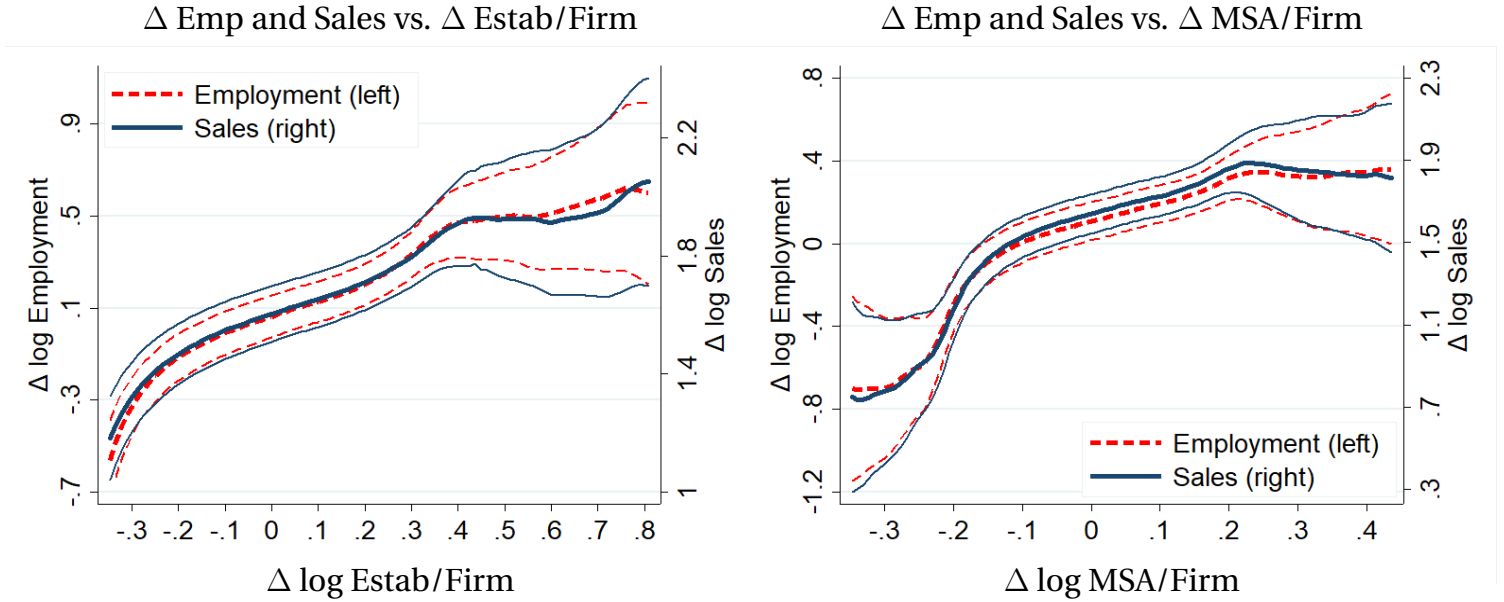 Δ Emp and Sales vs. Δ Estab/Firm
Employment (left)
Sales (right)
Δ log Employment
.9
.5
.1
-.3
-.7
Δ log Sales
2.2
1.8
1.4
1
-.3 -.2 -.1 0 .1 .2 .3 .4 .5 .6 .7 .8
Δ log Estab/Firm
Δ Emp and Sales vs. Δ MSA/Firm
Δ log Employment
.8
.4
0
-.4
-.8
-1.2
Δ log Sales
2.3
1.9
1.5
1.1
.7
.3
Employment (left)
Sales (right)
-.3 -.2 -.1 0 .1 .2 .3 .4
Δ log MSA/Firm